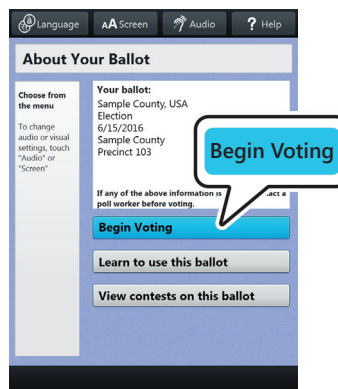 Language
AA Screen
Audio
? Help
About Your Ballot
Choose from
the menu
To change
audio or visual
settings, touch
"Audio" or
"Screen"
Your ballot:
Sample County, USA
Election
6/15/2016
Sample County
Precinct 103
If any of the above information is
act a
poll worker before voting.
Begin Voting
Begin Voting
Learn to use this ballot
View contests on this ballot